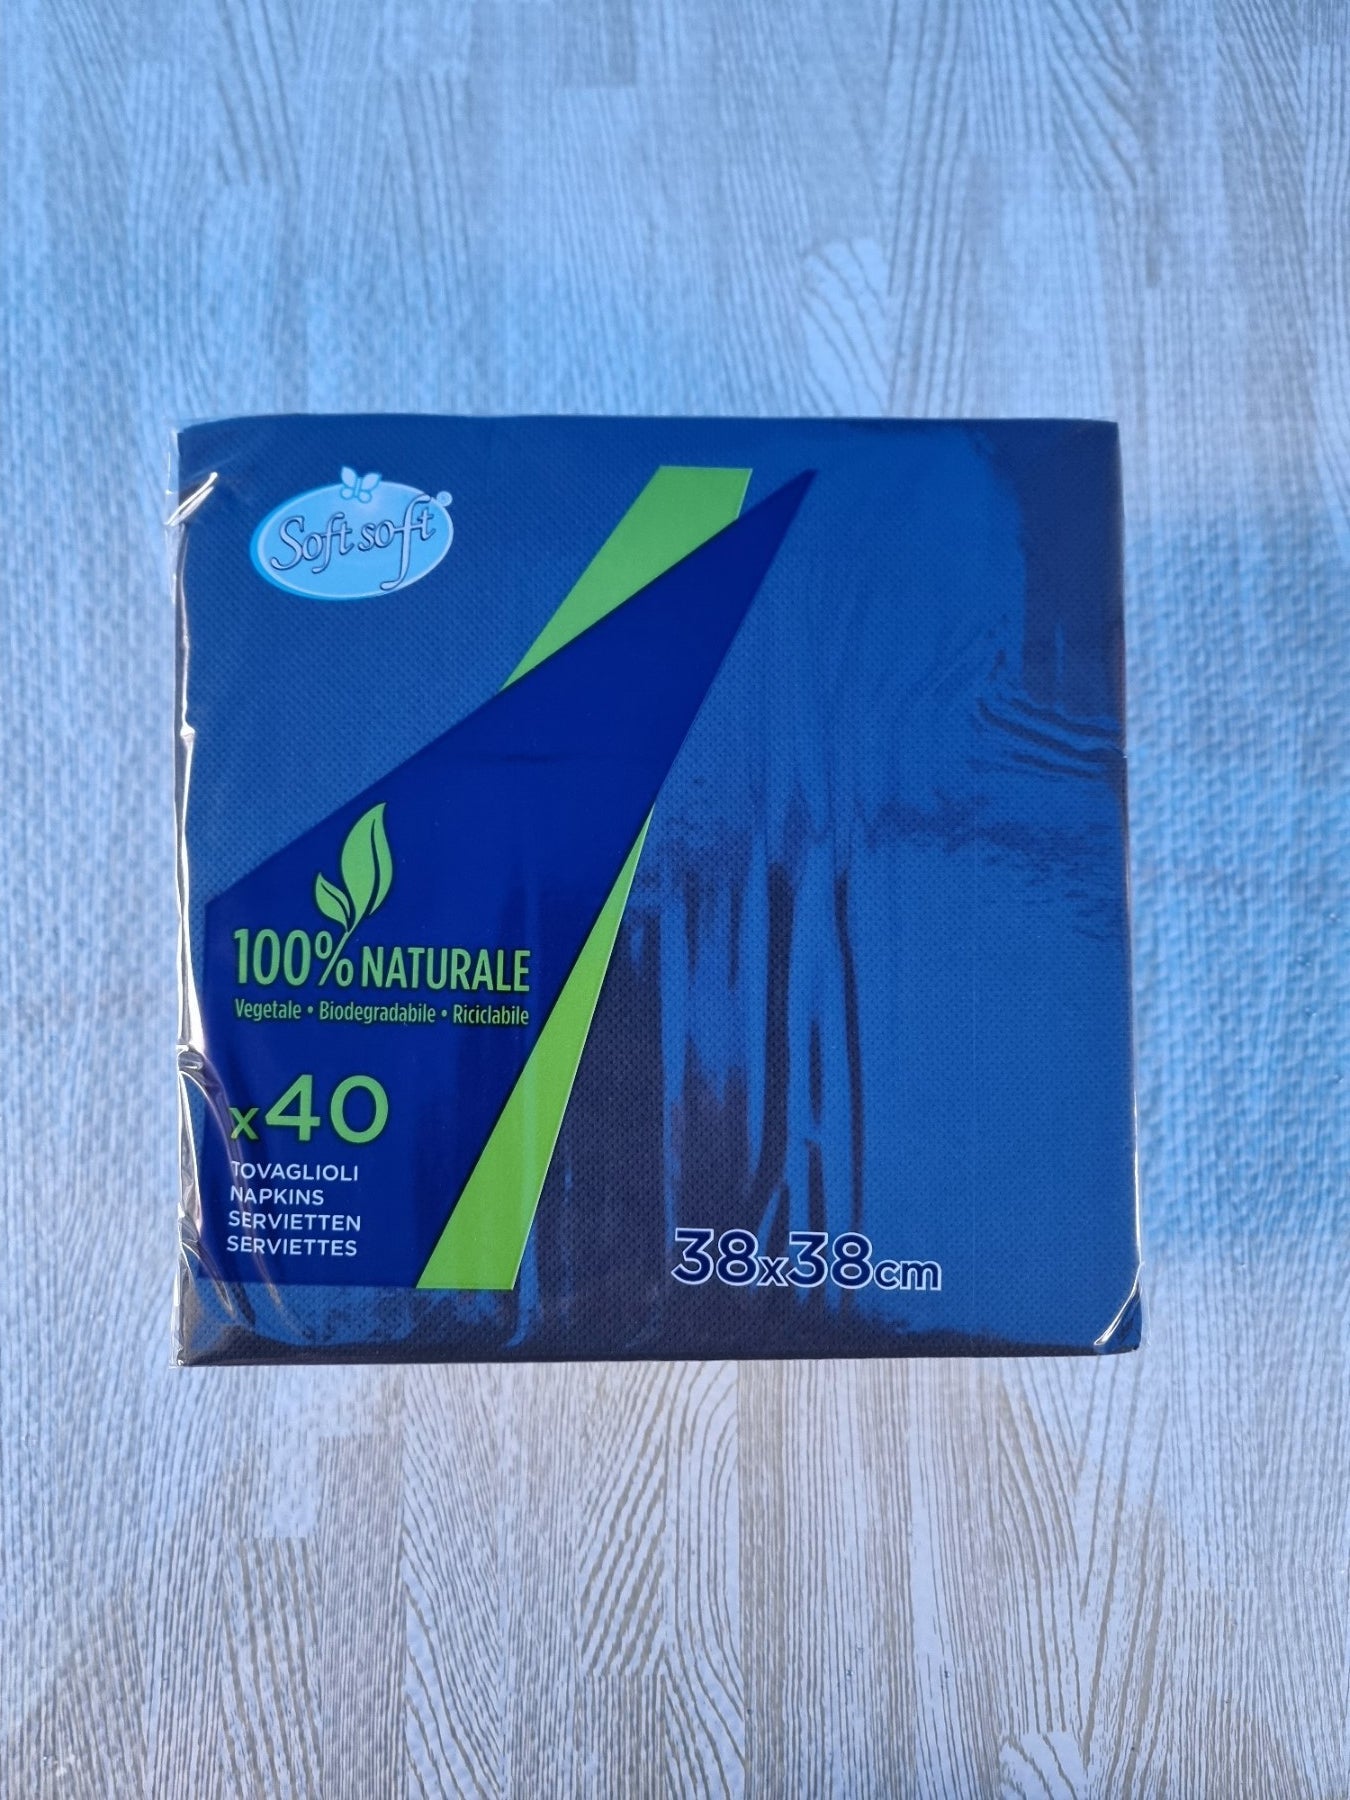 Soft soft®
100% NATURALE
Vegetale • Biodegradabile • Riciclabile
x40
TOVAGLIOLI
NAPKINS
SERVIETTEN
SERVIETTES
38x38cm